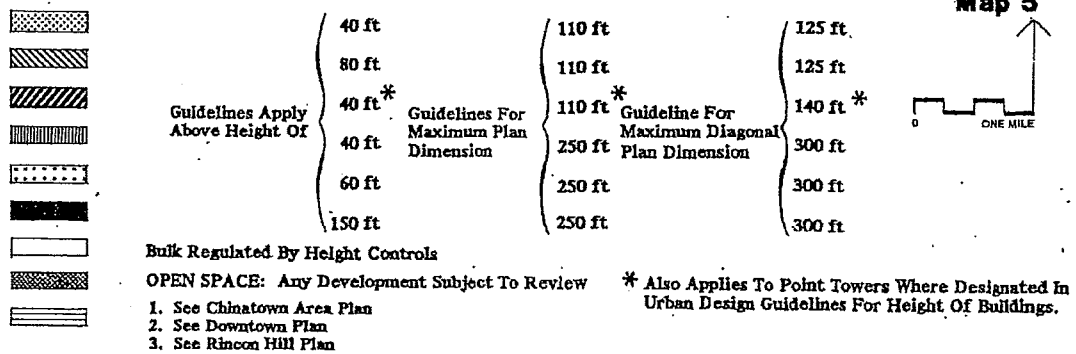 Map 5
40 ft 110 ft 125 ft
80 ft 110 ft 125 ft
Guidelines Apply Above Height Of 40 ft * Guidelines For Maximum Plan Dimension 110 ft * Guideline For Maximum Diagonal Plan Dimension 140 ft *
40 ft 250 ft 300 ft
60 ft 250 ft 300 ft
150 ft 250 ft 300 ft
0 ONE MILE
Bulk Regulated By Height Controls
OPEN SPACE: Any Development Subject To Review
* Also Applies To Point Towers Where Designated In
Urban Design Guidelines For Height Of Buildings.
1. See Chinatown Area Plan
2. See Downtown Plan
3. See Rincon Hill Plan